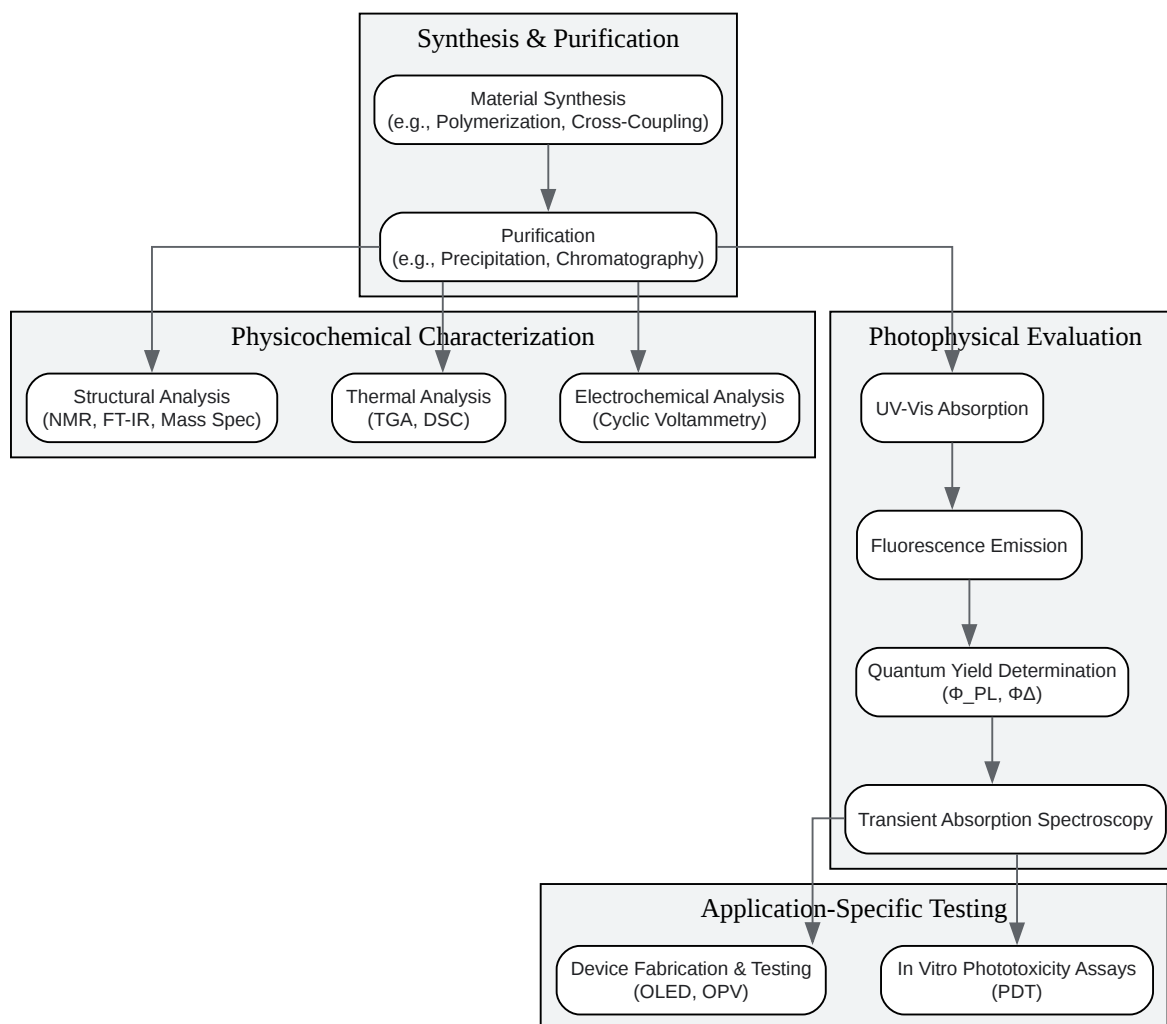 Synthesis & Purification
Material Synthesis
(e.g., Polymerization, Cross-Coupling)
Purification
(e.g., Precipitation, Chromatography)
Physicochemical Characterization
Structural Analysis
(NMR, FT-IR, Mass Spec)
Thermal Analysis
(TGA, DSC)
Electrochemical Analysis
(Cyclic Voltammetry)
Photophysical Evaluation
UV-Vis Absorption
Fluorescence Emission
Quantum Yield Determination
(Φ_PL, ΦΔ)
Transient Absorption Spectroscopy
Application-Specific Testing
Device Fabrication & Testing
(OLED, OPV)
In Vitro Phototoxicity Assays
(PDT)